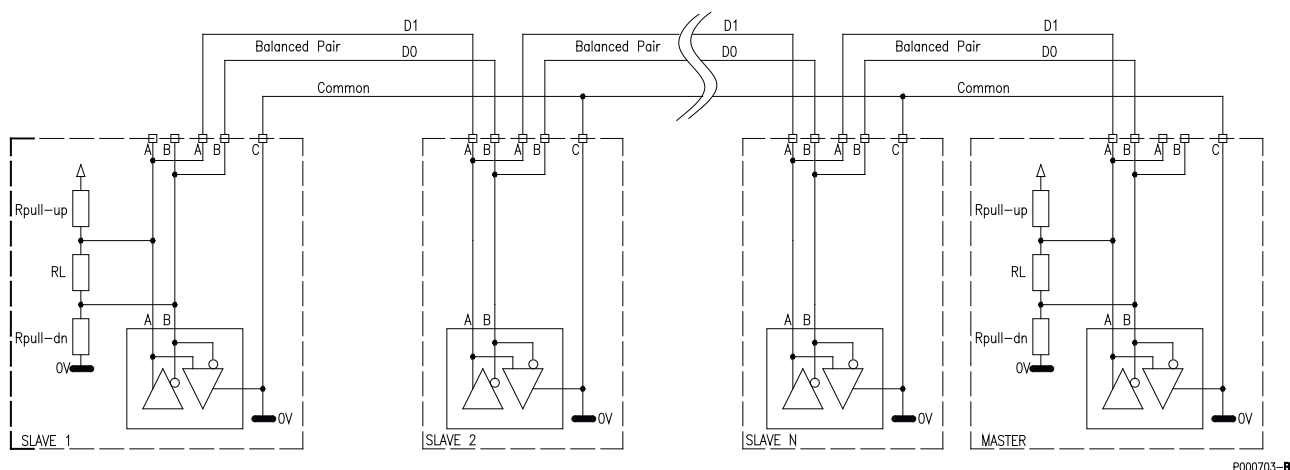 D1 D1 D1
Balanced Pair Balanced Pair Balanced Pair
D0 D0 D0
Common Common
A B A B C A B A B C A B A B C A B A B C
Rpull-up Rpull-up
RL RL
A B A B A B A B
Rpull-dn Rpull-dn
0V 0V
0V 0V 0V 0V
SLAVE 1 SLAVE 2 SLAVE N MASTER
P000703-B